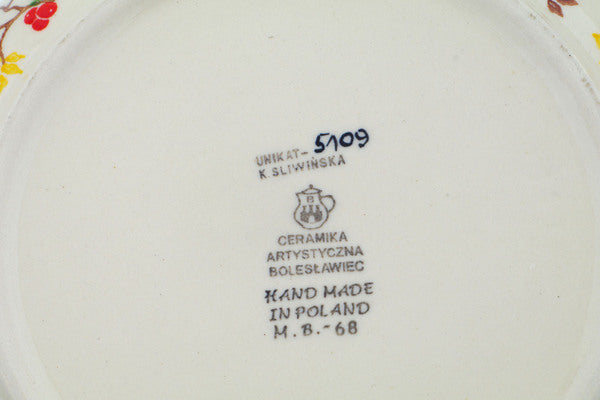 UNIKAT- 5109
K.SLIWIŃSKA
B
CERAMIKA
ARTYSTYCZNA
BOLESŁAWIEC
HAND MADE
IN POLAND
M.B.-68